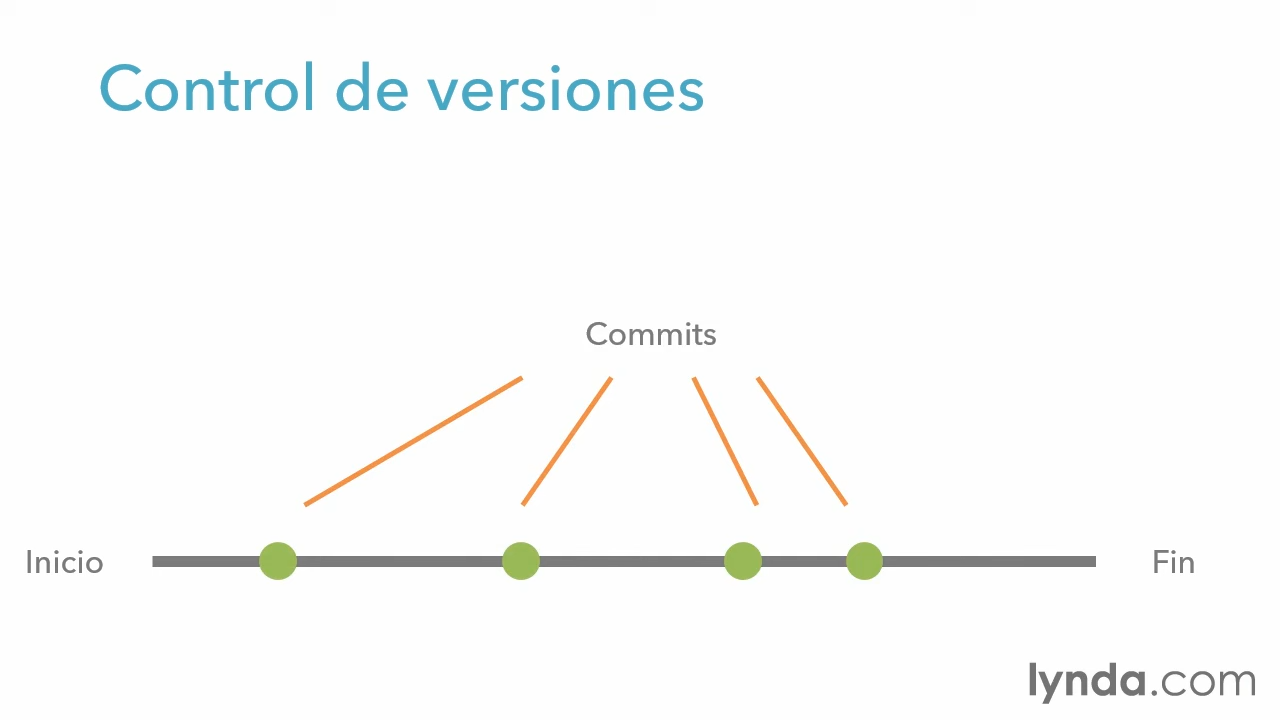 Control de versiones
Commits
Inicio
Fin
lynda.com